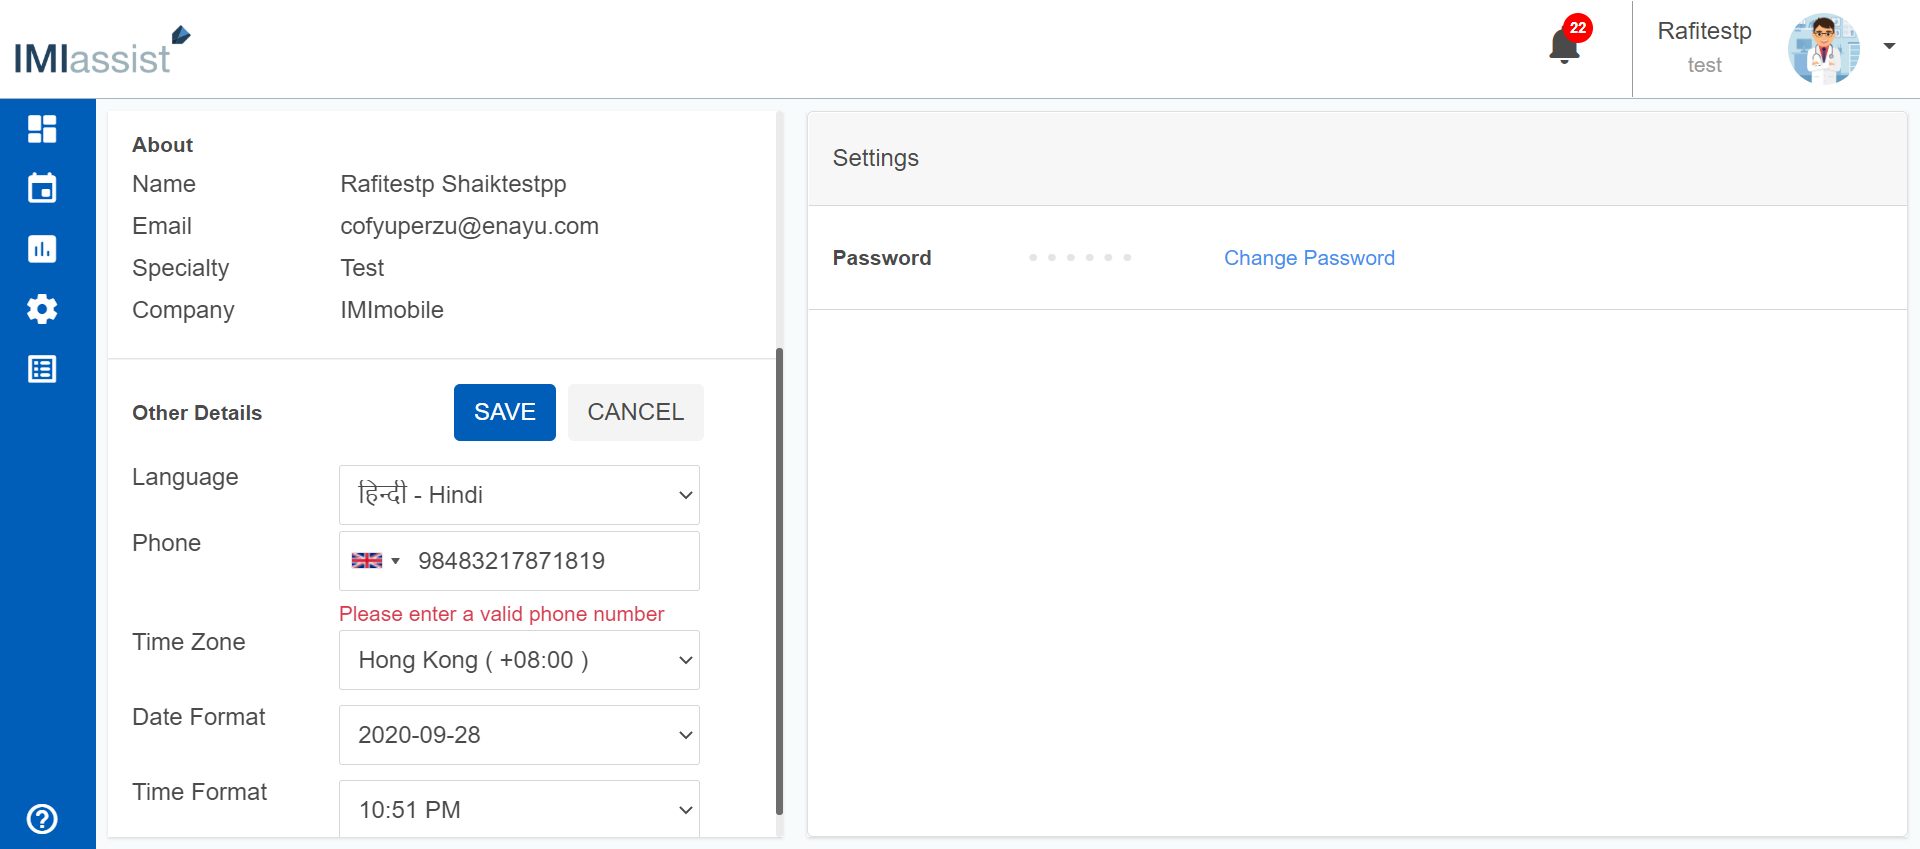 IMIassist
22
Rafitestp
test
About
Name Rafitestp Shaiktestpp
Email cofyuperzu@enayu.com
Specialty Test
Company IMImobile
Other Details SAVE CANCEL
Language हिन्दी - Hindi
Phone 98483217871819
Please enter a valid phone number
Time Zone Hong Kong ( +08:00 )
Date Format 2020-09-28
Time Format 10:51 PM
Settings
Password Change Password